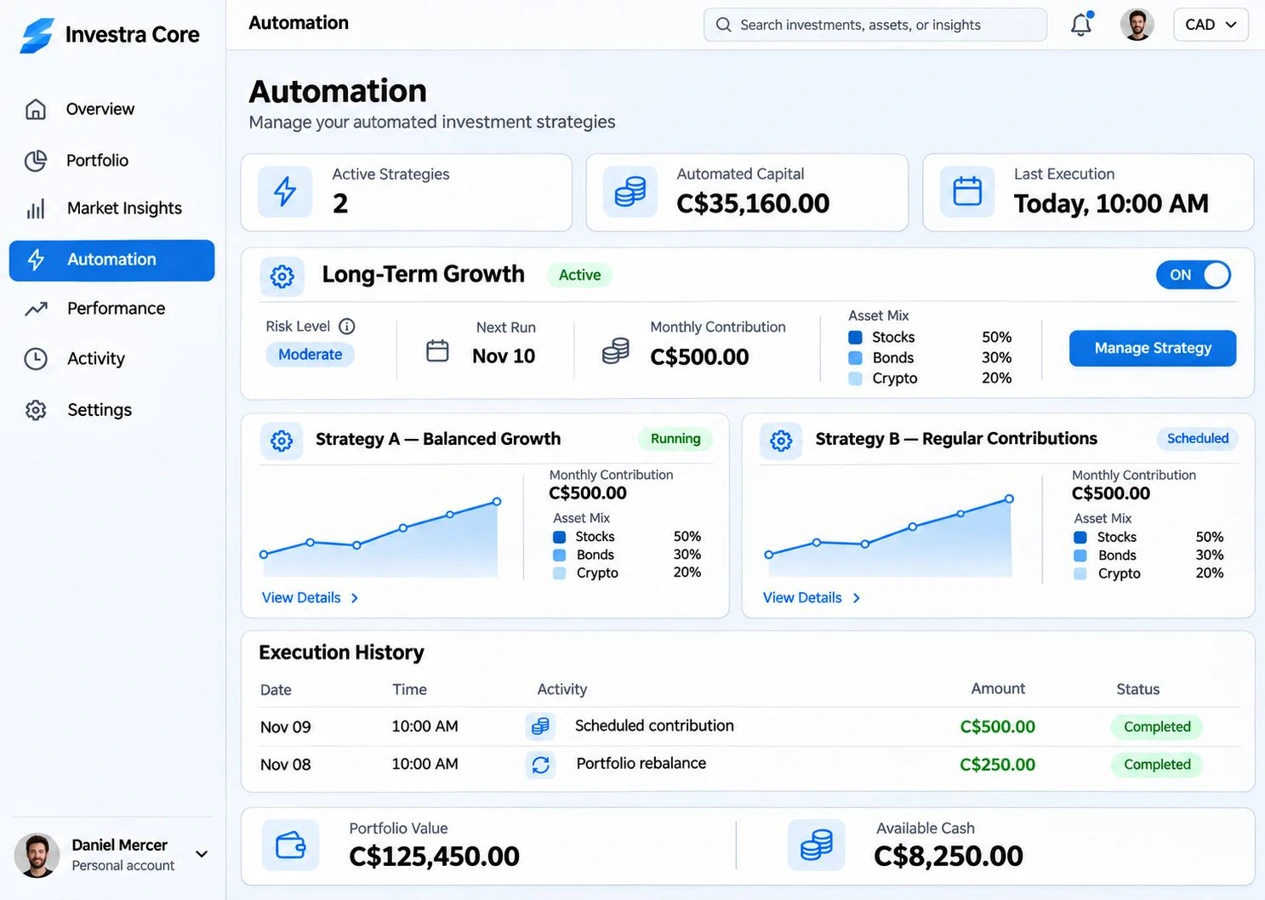 Investra Core
Overview
Portfolio
Market Insights
Automation
Performance
Activity
Settings
Daniel Mercer
Personal account
Automation
Search investments, assets, or insights
CAD
Automation
Manage your automated investment strategies
Active Strategies
2
Automated Capital
C$35,160.00
Last Execution
Today, 10:00 AM
Long-Term Growth
Active
ON
Risk Level
Moderate
Next Run
Nov 10
Monthly Contribution
C$500.00
Asset Mix
Stocks 50%
Bonds 30%
Crypto 20%
Manage Strategy
Strategy A — Balanced Growth
Running
Monthly Contribution
C$500.00
Asset Mix
Stocks 50%
Bonds 30%
Crypto 20%
View Details
Strategy B — Regular Contributions
Scheduled
Monthly Contribution
C$500.00
Asset Mix
Stocks 50%
Bonds 30%
Crypto 20%
View Details
Execution History
Date Time Activity Amount Status
Nov 09 10:00 AM Scheduled contribution C$500.00 Completed
Nov 08 10:00 AM Portfolio rebalance C$250.00 Completed
Portfolio Value
C$125,450.00
Available Cash
C$8,250.00